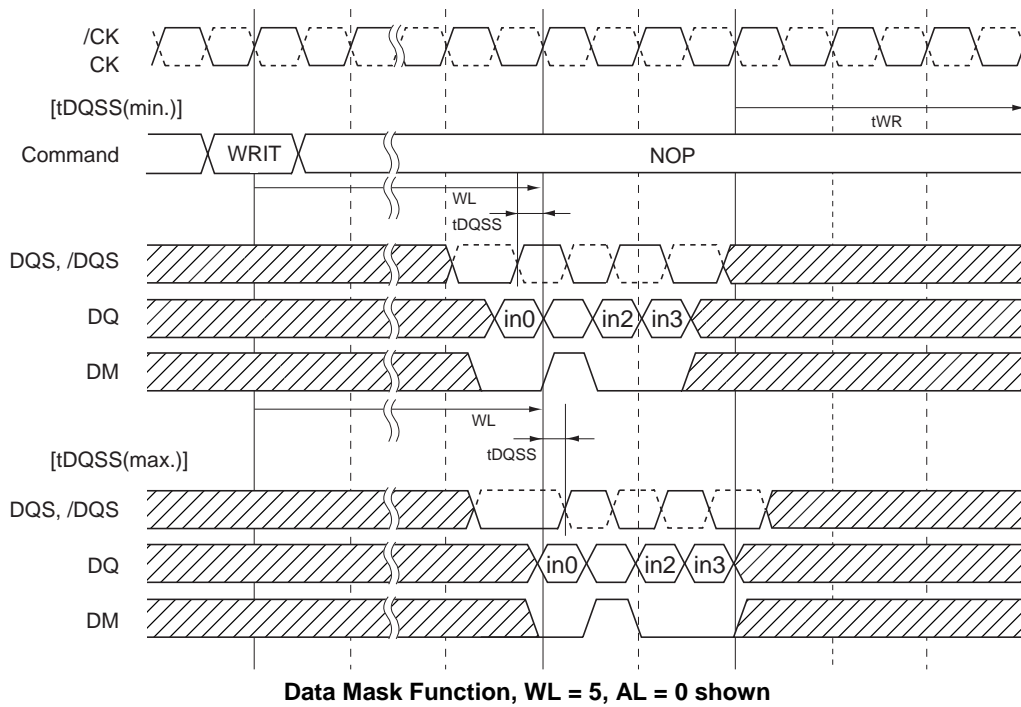 /CK
CK
[tDQSS(min.)]
tWR
Command
WRIT
NOP
WL
tDQSS
DQS, /DQS
DQ
in0
in2
in3
DM
WL
tDQSS
[tDQSS(max.)]
DQS, /DQS
DQ
in0
in2
in3
DM
Data Mask Function, WL = 5, AL = 0 shown